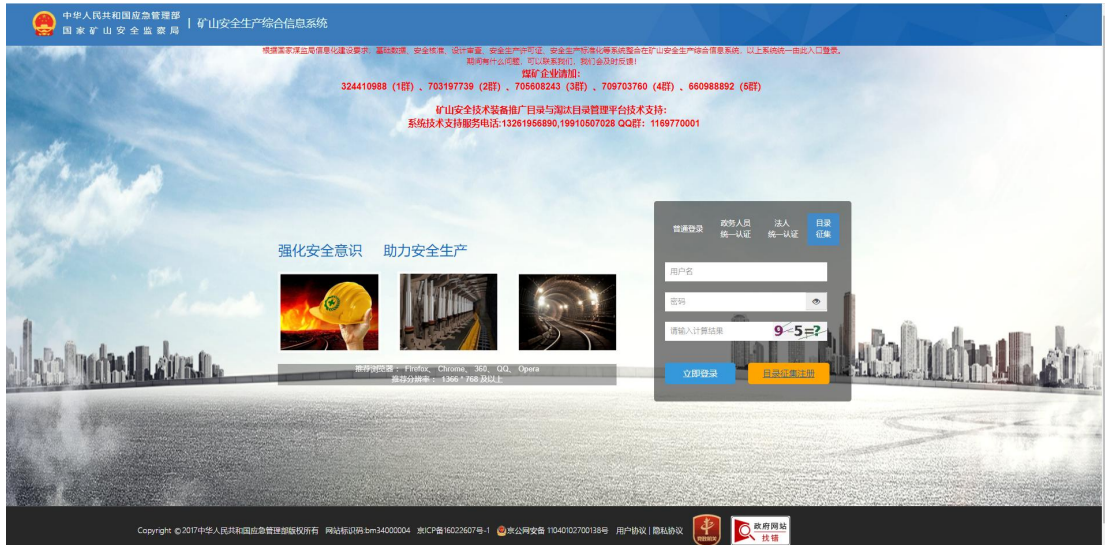 中华人民共和国应急管理部
国家矿山安全监察局
矿山安全生产综合信息系统
根据国家煤监局信息化建设要求，基础数据、安全核准、设计审查、安全生产许可证、安全生产标准化等系统整合在矿山安全生产综合信息系统，以上系统统一由此入口登录。
期间有什么问题，可以联系我们，我们会及时反馈！
煤矿企业请加：
324410988（1群）、703197739（2群）、705608243（3群）、709703760（4群）、660988892（5群）
矿山安全技术装备推广目录与淘汰目录管理平台技术支持：
系统技术支持服务电话:13261956890,19910507028 QQ群：1169770001
普通登录
政务人员
统一认证
法人
统一认证
目录
征集
强化安全意识 助力安全生产
用户名
密码
请输入计算结果
9-5=?
推荐浏览器： Firefox、Chrome、360、QQ、Opera
推荐分辨率： 1366*768 及以上
立即登录
目录征集注册
Copyright ©2017中华人民共和国应急管理部版权所有 网站标识码:bm34000004 京ICP备16022607号-1 京公网安备 11040102700138号 用户协议 | 隐私协议
党政机关
政府网站
找错